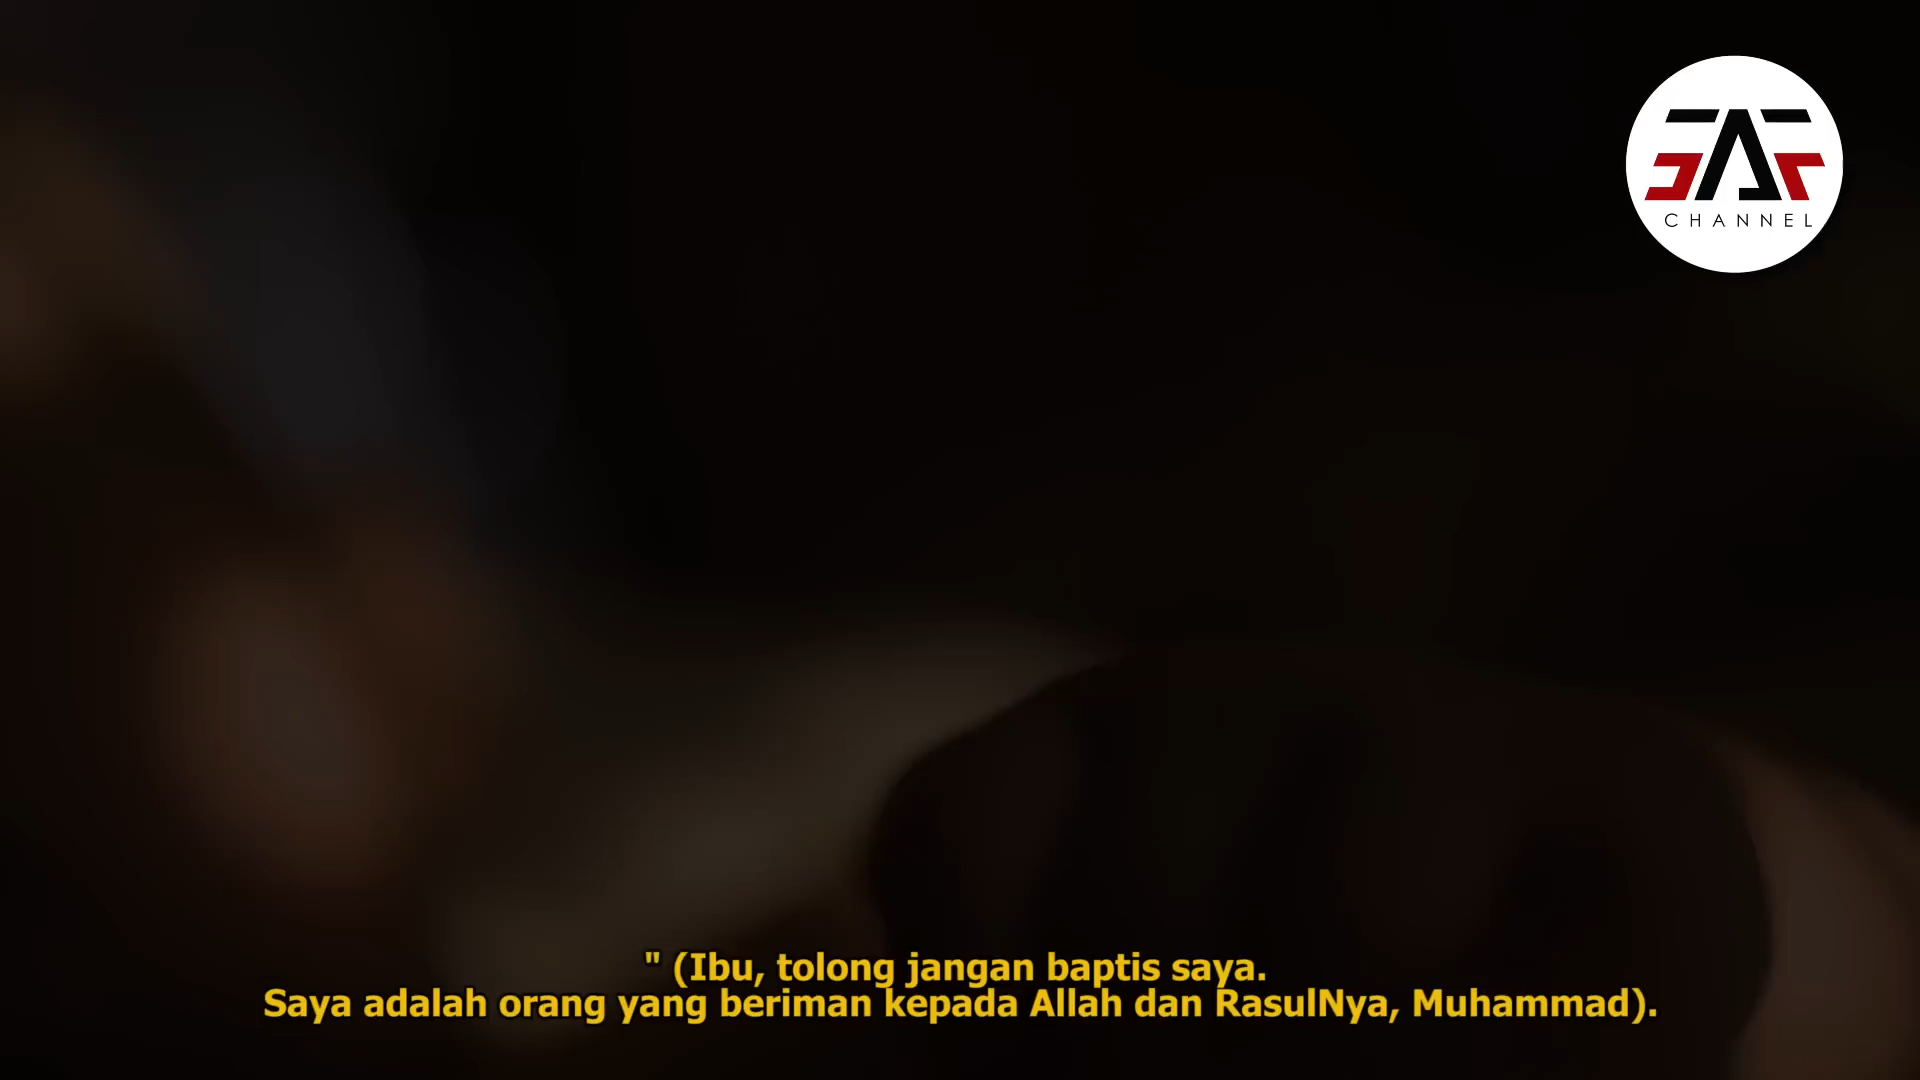 CHANNEL
" (Ibu, tolong jangan baptis saya.
Saya adalah orang yang beriman kepada Allah dan RasulNya, Muhammad).